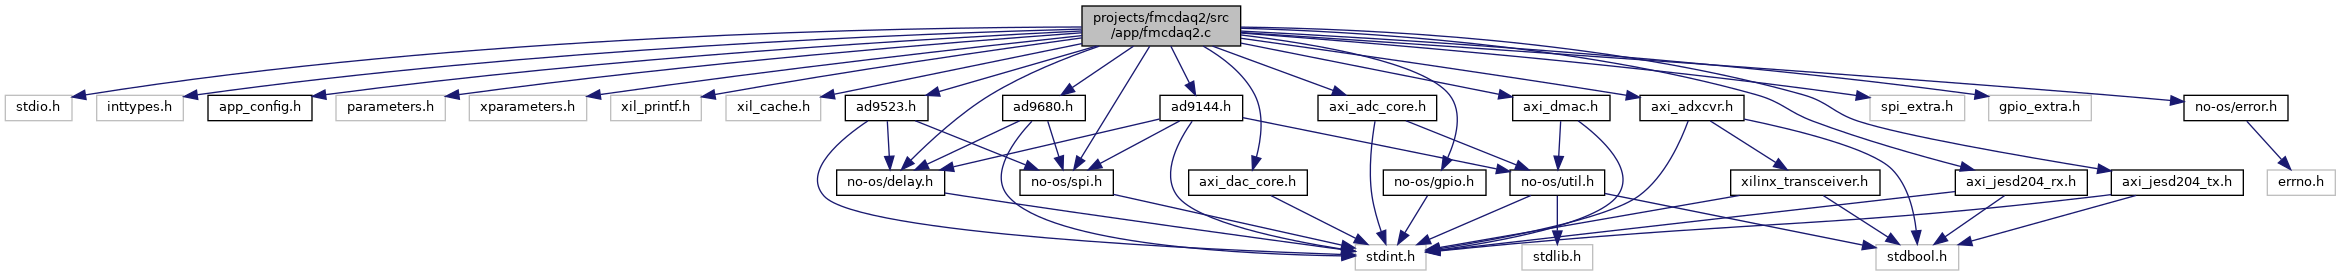 projects/fmcdaq2/src
/app/fmcdaq2.c
stdio.h
inttypes.h
app_config.h
parameters.h
xparameters.h
xil_printf.h
xil_cache.h
ad9523.h
ad9680.h
ad9144.h
axi_adc_core.h
axi_dmac.h
axi_adxcvr.h
spi_extra.h
gpio_extra.h
no-os/error.h
no-os/delay.h
no-os/spi.h
axi_dac_core.h
no-os/gpio.h
no-os/util.h
xilinx_transceiver.h
axi_jesd204_rx.h
axi_jesd204_tx.h
errno.h
stdint.h
stdlib.h
stdbool.h